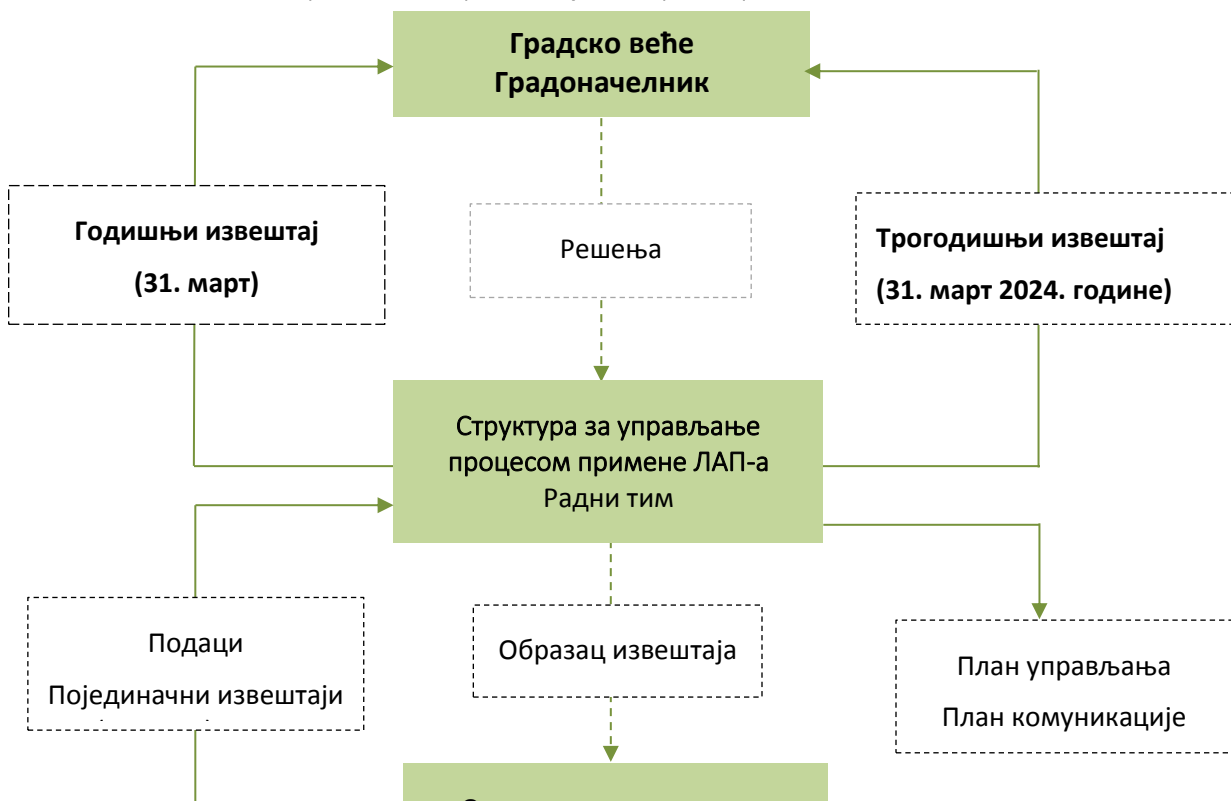 Градско веће
Градоначелник
Годишњи извештај
(31. март)
Решења
Трогодишњи извештај
(31. март 2024. године)
Структура за управљање
процесом примене ЛАП-а
Радни тим
Подаци
Појединачни извештаји
Образац извештаја
План управљања
План комуникације